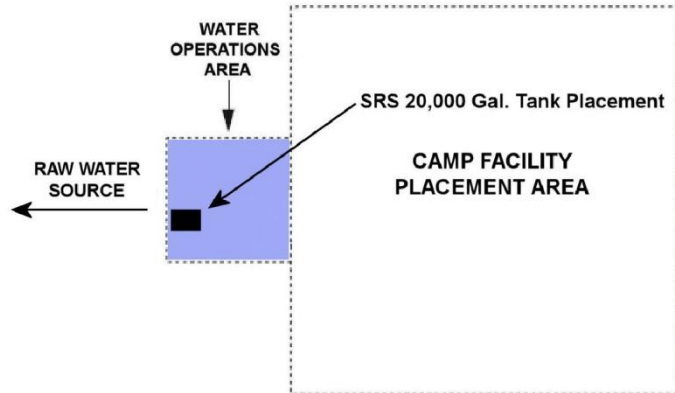 WATER
OPERATIONS
AREA
SRS 20,000 Gal. Tank Placement
RAW WATER
SOURCE
CAMP FACILITY
PLACEMENT AREA